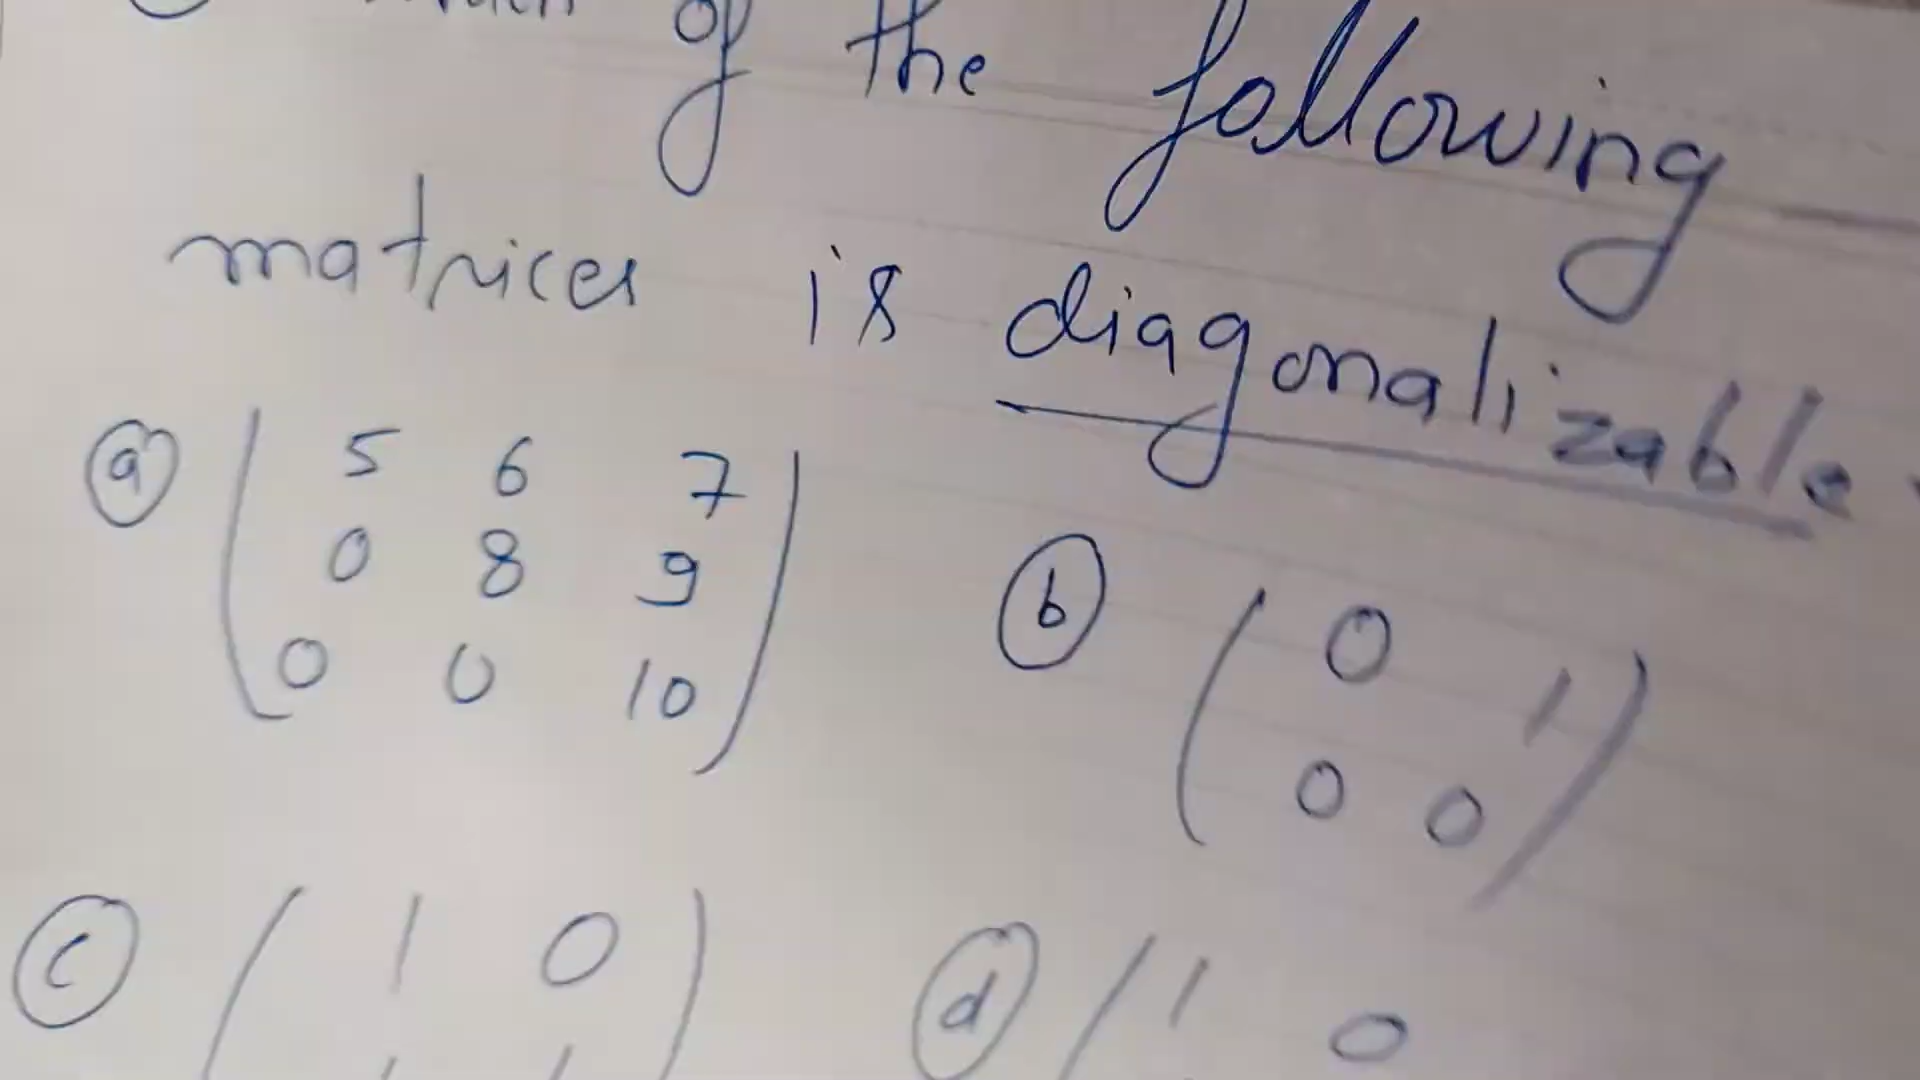 of the following
matrices is diagonalizable
(a) 5 6 7
0 8 9
0 0 10
(b) 0 1
0 0
(c) 1 0
(d) 1 0